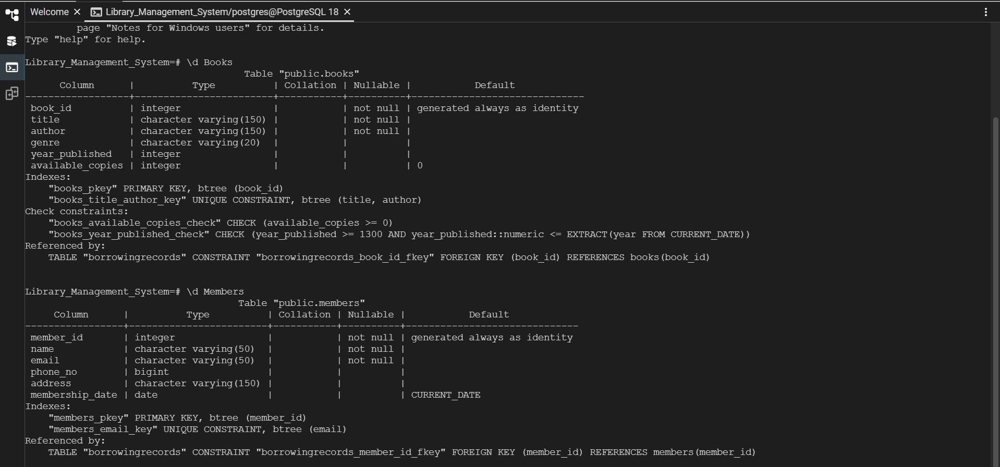 Welcome × Library_Management_System/postgres@PostgreSQL 18 ×
page "Notes for Windows users" for details.
Type "help" for help.
Library_Management_System=# \d Books
Table "public.books"
Column | Type | Collation | Nullable | Default
------------------+------------------------+-----------+----------+------------------------------
book_id | integer | | not null | generated always as identity
title | character varying(150) | | not null |
author | character varying(150) | | not null |
genre | character varying(20) | | |
year_published | integer | | |
available_copies | integer | | | 0
Indexes:
"books_pkey" PRIMARY KEY, btree (book_id)
"books_title_author_key" UNIQUE CONSTRAINT, btree (title, author)
Check constraints:
"books_available_copies_check" CHECK (available_copies >= 0)
"books_year_published_check" CHECK (year_published >= 1300 AND year_published::numeric <= EXTRACT(year FROM CURRENT_DATE))
Referenced by:
TABLE "borrowingrecords" CONSTRAINT "borrowingrecords_book_id_fkey" FOREIGN KEY (book_id) REFERENCES books(book_id)
Library_Management_System=# \d Members
Table "public.members"
Column | Type | Collation | Nullable | Default
-----------------+------------------------+-----------+----------+------------------------------
member_id | integer | | not null | generated always as identity
name | character varying(50) | | not null |
email | character varying(50) | | not null |
phone_no | bigint | | |
address | character varying(150) | | |
membership_date | date | | | CURRENT_DATE
Indexes:
"members_pkey" PRIMARY KEY, btree (member_id)
"members_email_key" UNIQUE CONSTRAINT, btree (email)
Referenced by:
TABLE "borrowingrecords" CONSTRAINT "borrowingrecords_member_id_fkey" FOREIGN KEY (member_id) REFERENCES members(member_id)